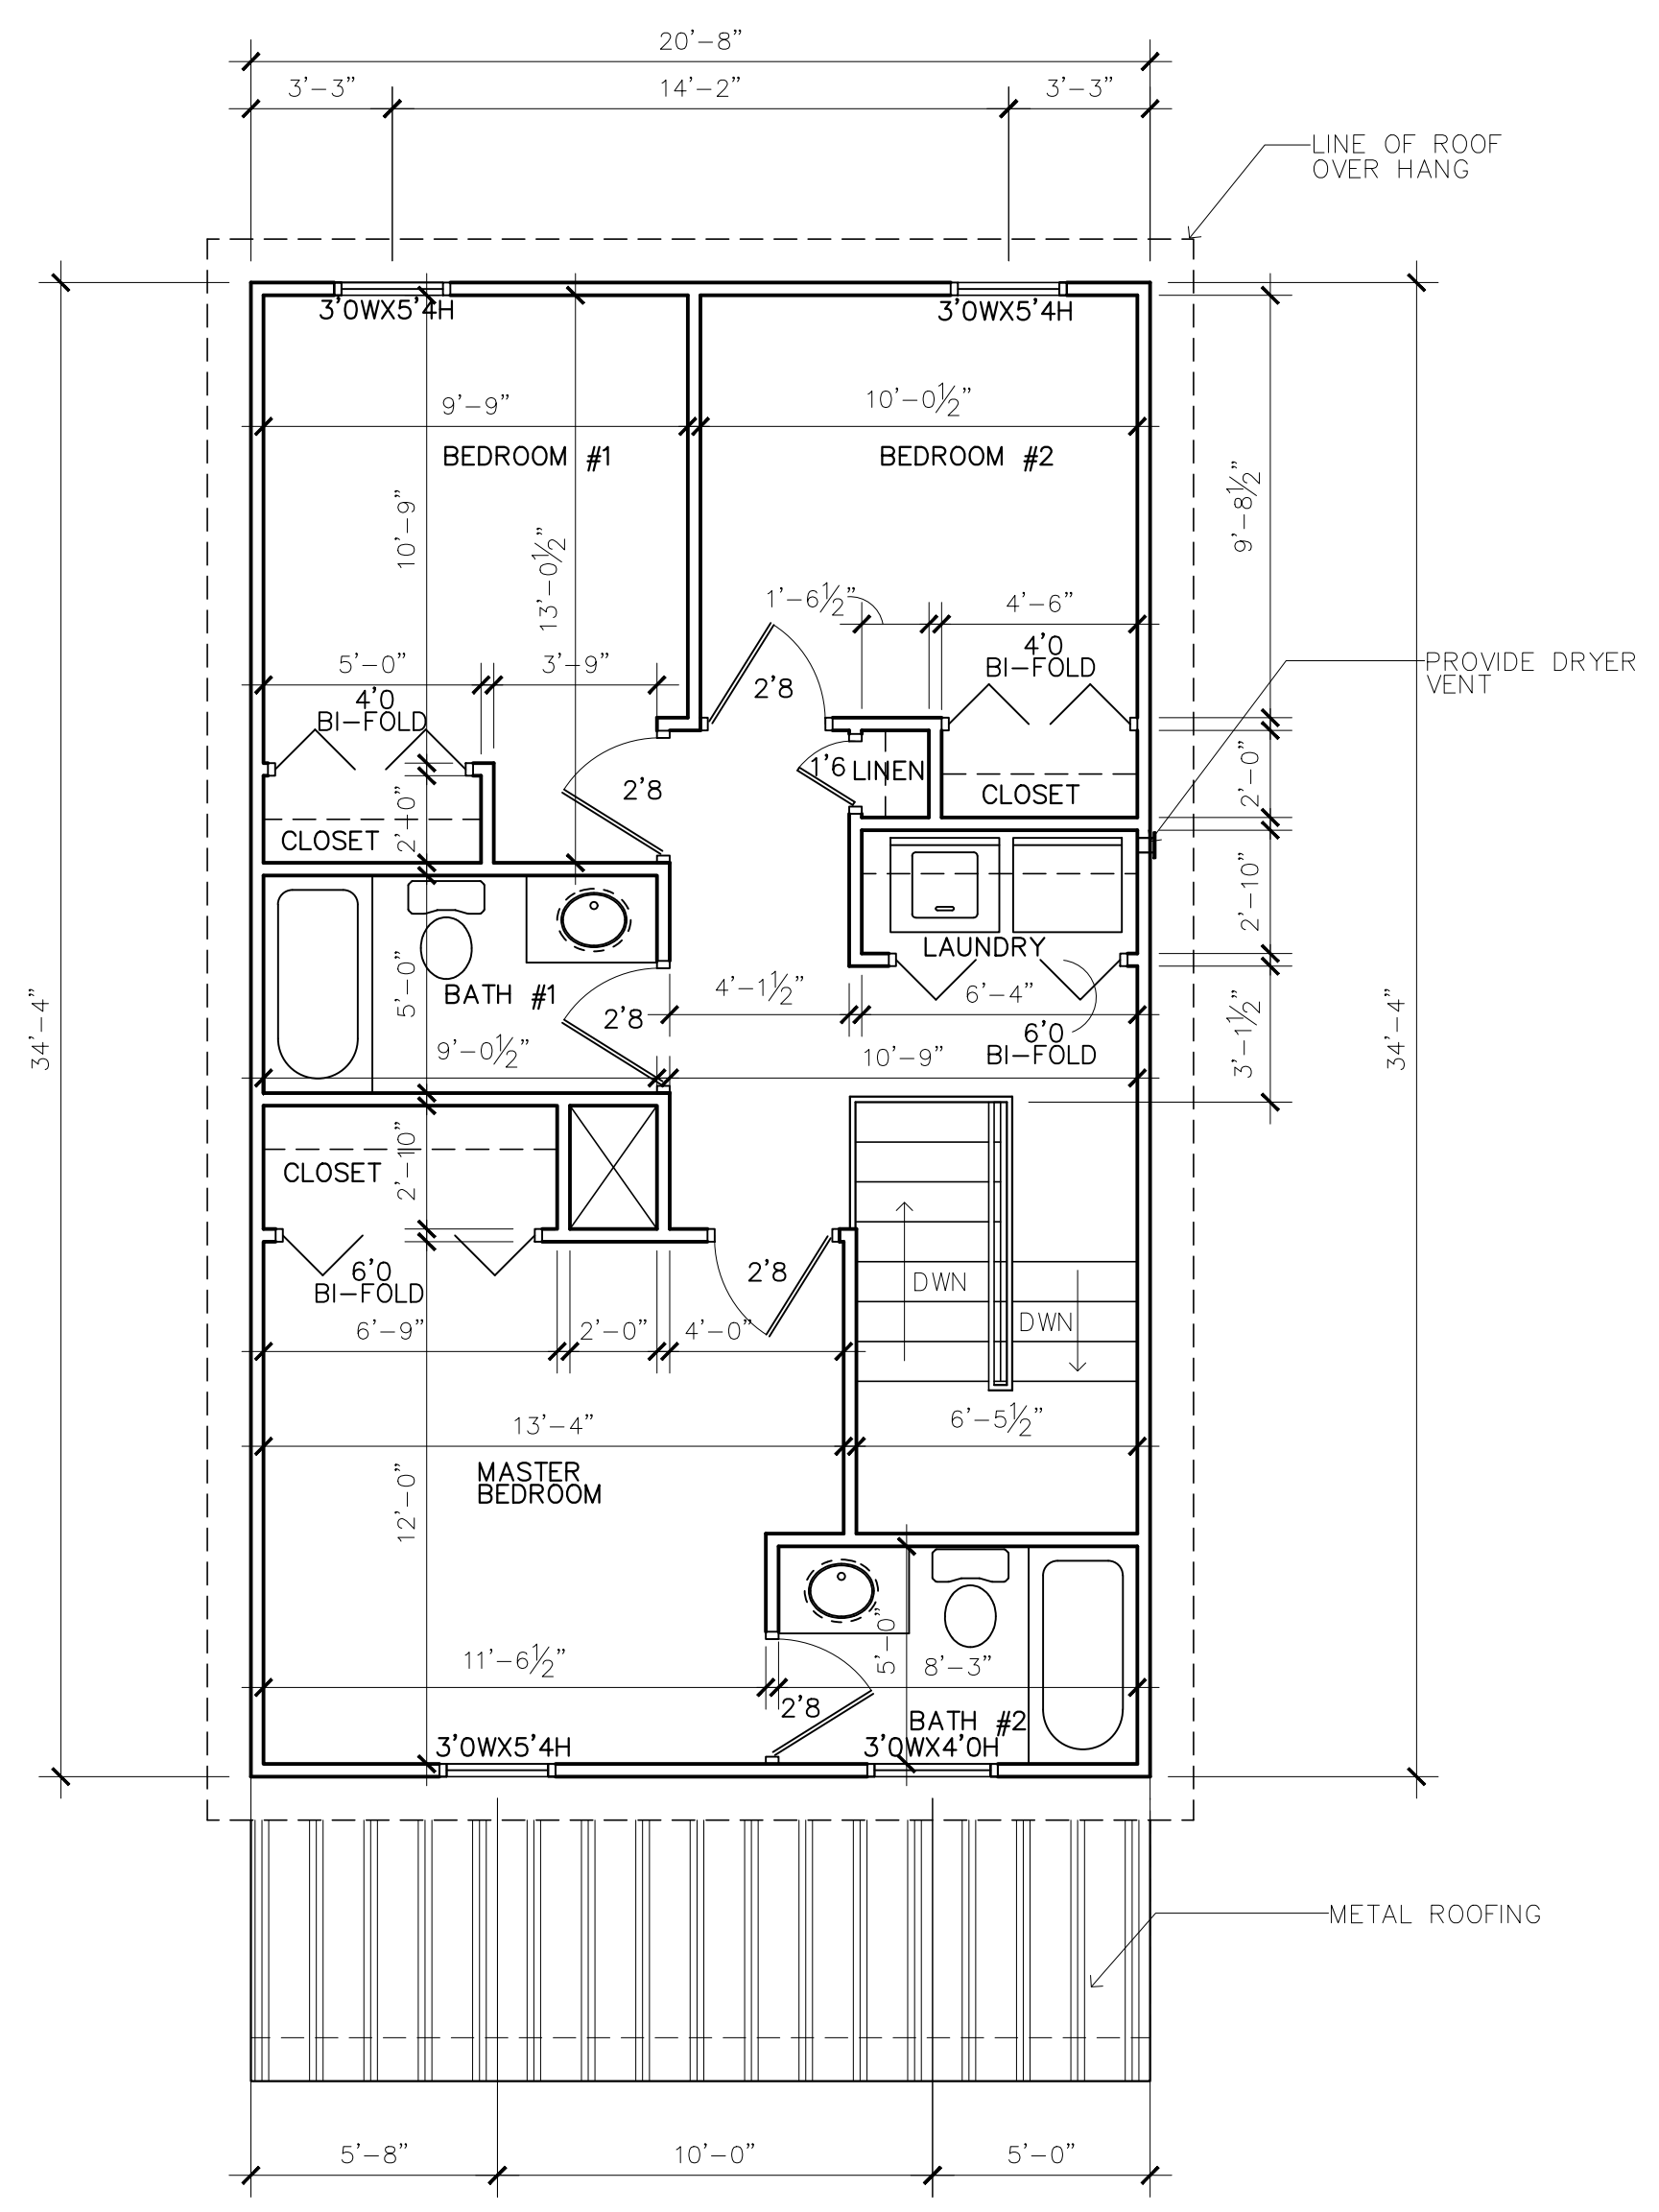 20'-8"
3'-3"
14'-2"
3'-3"
LINE OF ROOF
OVER HANG
3'0WX5'4H
3'0WX5'4H
9'-9"
10'-0½"
BEDROOM #1
BEDROOM #2
10'-9"
13'-0½"
9'-8½"
1'-6½"
4'-6"
4'0
BI-FOLD
PROVIDE DRYER
VENT
5'-0"
3'-9"
2'8
4'0
BI-FOLD
2'8
1'6
LINEN
CLOSET
2'-0"
CLOSET
2'-0"
2'-10"
LAUNDRY
5'-0"
BATH #1
4'-1½"
6'-4"
2'8
34'-4"
34'-4"
3'-1½"
9'-0½"
10'-9"
6'0
BI-FOLD
CLOSET
2'-10"
6'0
BI-FOLD
2'8
DWN
DWN
6'-9"
2'-0"
4'-0"
13'-4"
6'-5½"
MASTER
BEDROOM
12'-0"
5'-0"
11'-6½"
8'-3"
2'8
BATH #2
3'0WX5'4H
3'0WX4'0H
METAL ROOFING
5'-8"
10'-0"
5'-0"